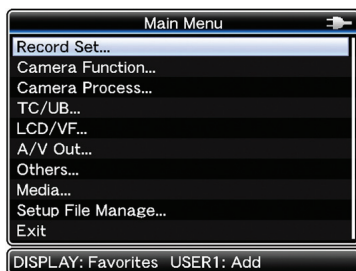 Main Menu
Record Set...
Camera Function...
Camera Process...
TC/UB...
LCD/VF...
A/V Out...
Others...
Media...
Setup File Manage...
Exit
DISPLAY: Favorites USER1: Add